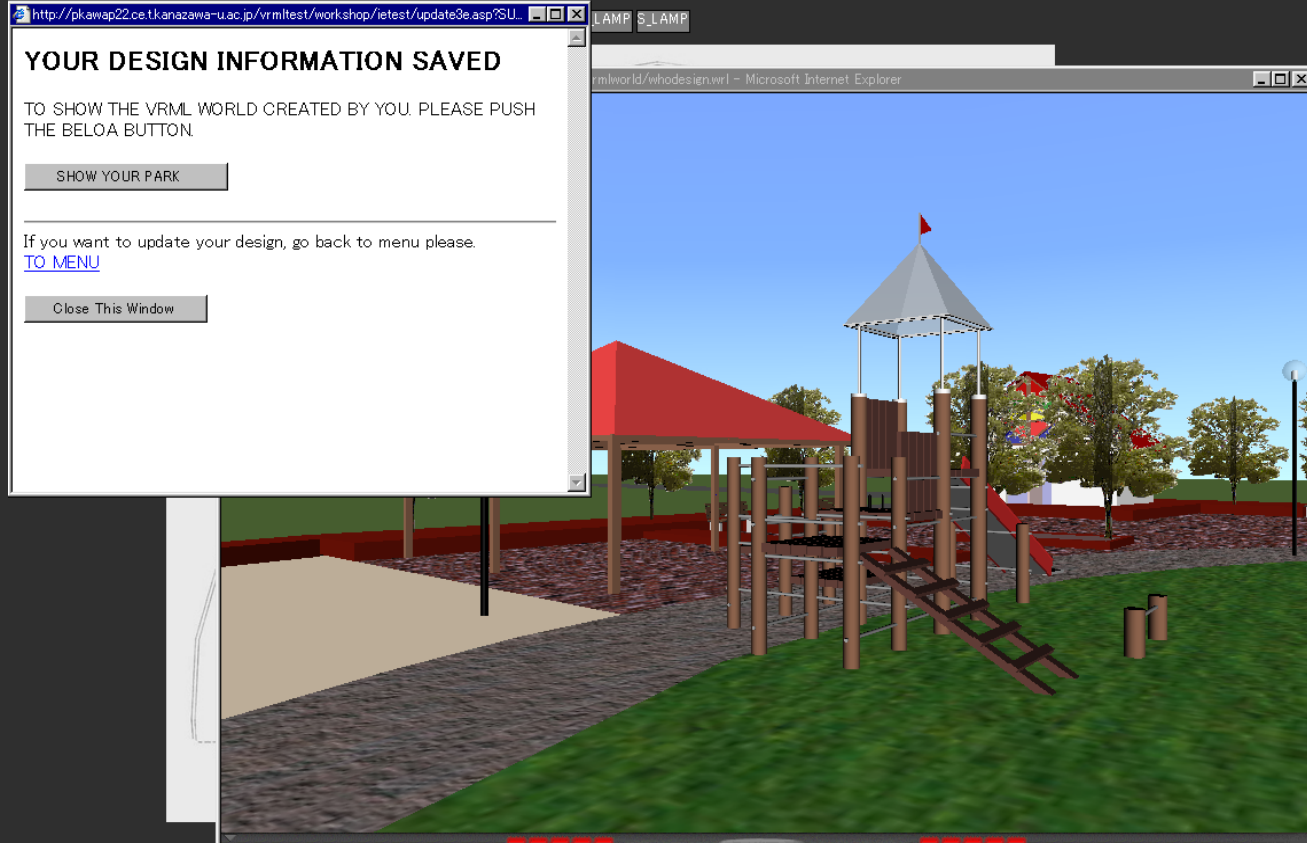 http://pkawap22.ce.t.kanazawa-u.ac.jp/vrmltest/workshop/ietest/update3e.asp?SU...
_LAMP S_LAMP
rmlworld/whodesign.wrl - Microsoft Internet Explorer
YOUR DESIGN INFORMATION SAVED
TO SHOW THE VRML WORLD CREATED BY YOU. PLEASE PUSH
THE BELOA BUTTON.
SHOW YOUR PARK
If you want to update your design, go back to menu please.
TO MENU
Close This Window